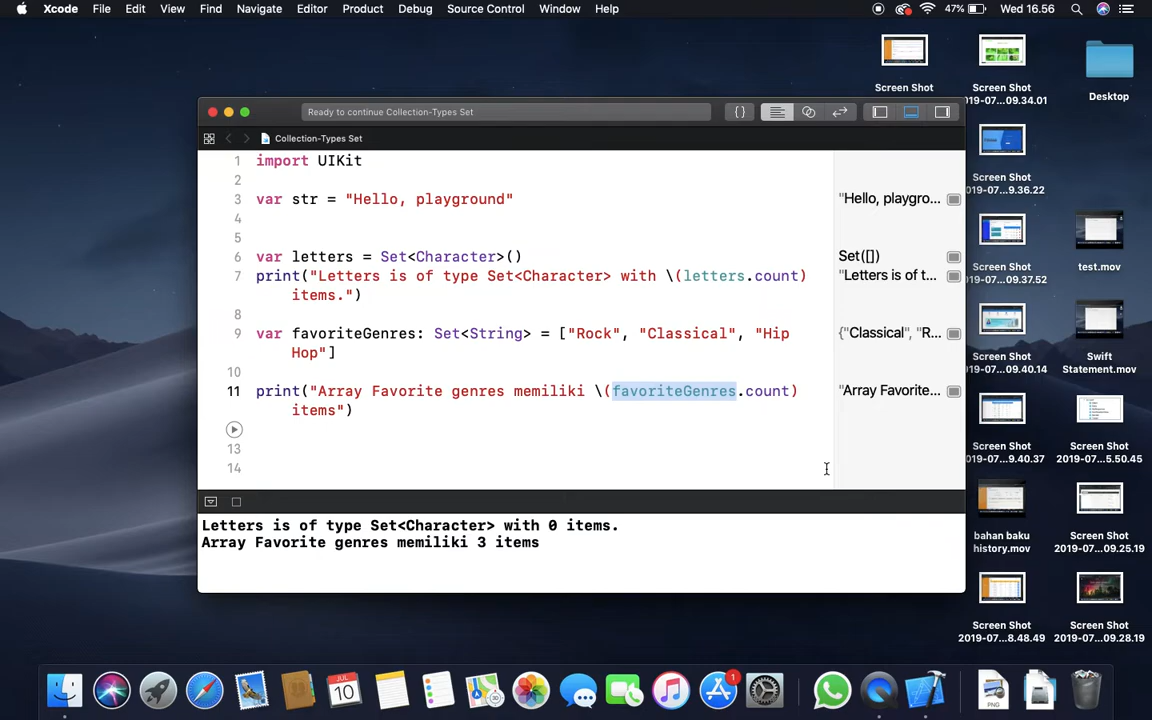 Xcode File Edit View Find Navigate Editor Product Debug Source Control Window Help 47% Wed 16.56
Ready to continue Collection-Types Set
Collection-Types Set
1 import UIKit
2
3 var str = "Hello, playground"
"Hello, playgro...
4
5
6 var letters = Set<Character>()
Set([])
7 print("Letters is of type Set<Character> with \(letters.count)
items.")
"Letters is of t...
8
9 var favoriteGenres: Set<String> = ["Rock", "Classical", "Hip
Hop"]
{"Classical", "R...
10
11 print("Array Favorite genres memiliki \(favoriteGenres.count)
items")
"Array Favorite...
13
14
Letters is of type Set<Character> with 0 items.
Array Favorite genres memiliki 3 items
Screen Shot
Screen Shot
2019-07...09.34.01
Desktop
Screen Shot
2019-07...9.36.22
Screen Shot
2019-07...09.37.52
test.mov
Screen Shot
2019-07...09.40.14
Swift
Statement.mov
Screen Shot
2019-07...9.40.37
Screen Shot
2019-07...5.50.45
bahan baku
history.mov
Screen Shot
2019-07...09.25.19
Screen Shot
2019-07...8.48.49
Screen Shot
2019-07...09.28.19
JUL
10
1
PNG